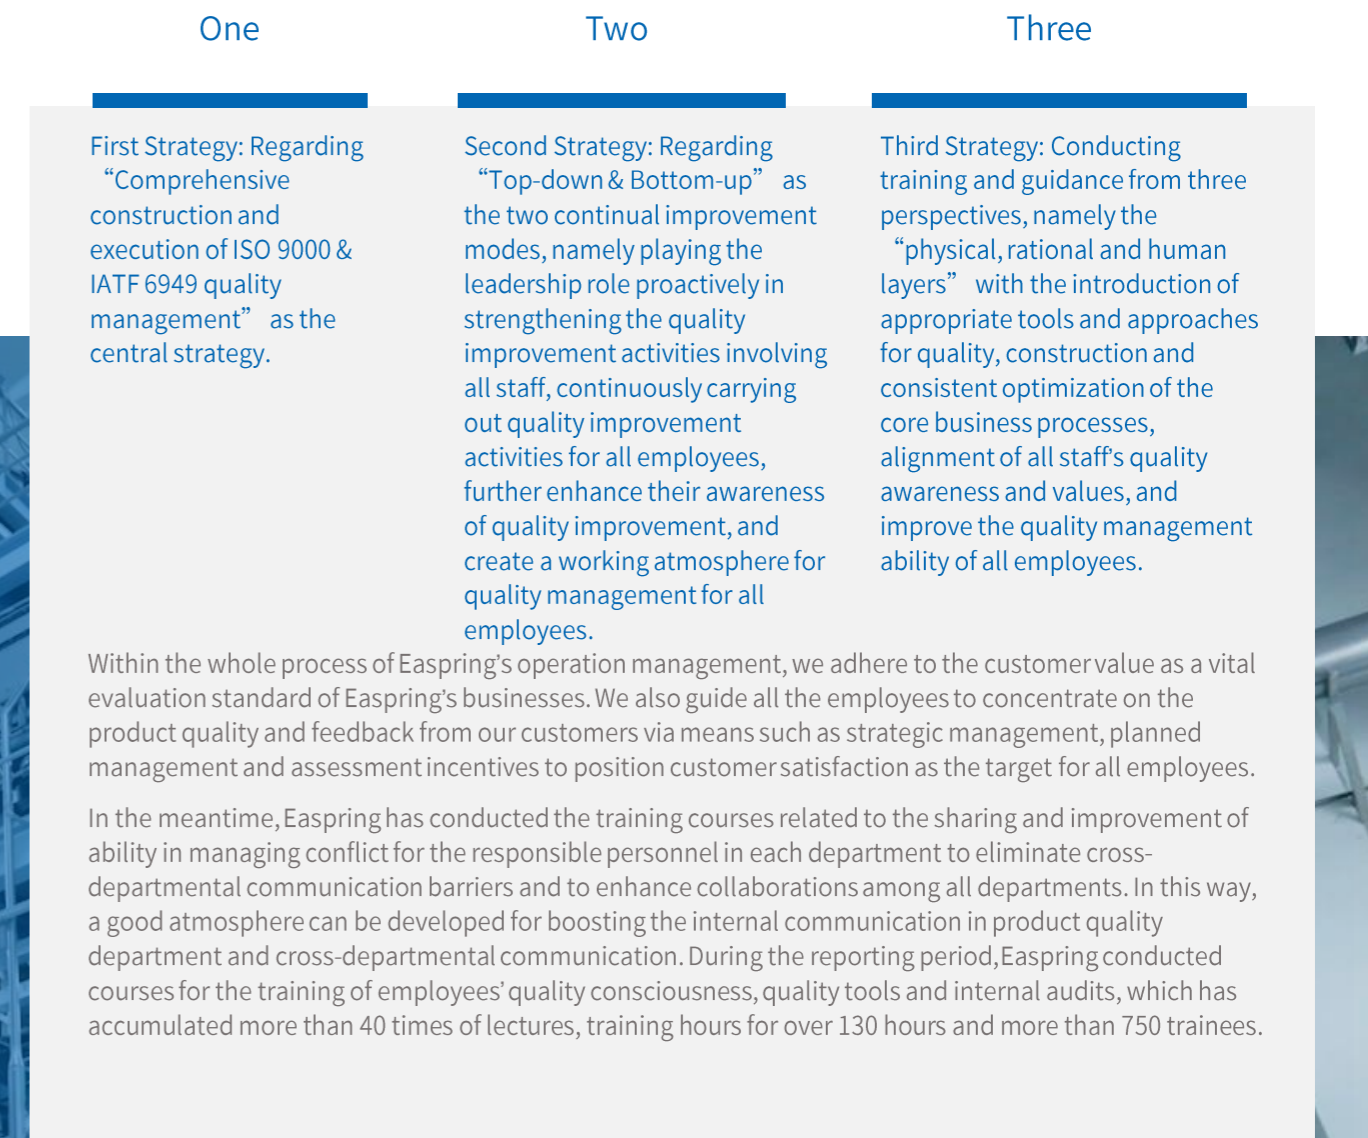 One
Two
Three
First Strategy: Regarding
“Comprehensive
construction and
execution of ISO 9000 &
IATF 6949 quality
management” as the
central strategy.
Second Strategy: Regarding
“Top-down & Bottom-up” as
the two continual improvement
modes, namely playing the
leadership role proactively in
strengthening the quality
improvement activities involving
all staff, continuously carrying
out quality improvement
activities for all employees,
further enhance their awareness
of quality improvement, and
create a working atmosphere for
quality management for all
employees.
Third Strategy: Conducting
training and guidance from three
perspectives, namely the
“physical, rational and human
layers” with the introduction of
appropriate tools and approaches
for quality, construction and
consistent optimization of the
core business processes,
alignment of all staff’s quality
awareness and values, and
improve the quality management
ability of all employees.
Within the whole process of Easpring’s operation management, we adhere to the customer value as a vital
evaluation standard of Easpring’s businesses. We also guide all the employees to concentrate on the
product quality and feedback from our customers via means such as strategic management, planned
management and assessment incentives to position customer satisfaction as the target for all employees.
In the meantime, Easpring has conducted the training courses related to the sharing and improvement of
ability in managing conflict for the responsible personnel in each department to eliminate cross-
departmental communication barriers and to enhance collaborations among all departments. In this way,
a good atmosphere can be developed for boosting the internal communication in product quality
department and cross-departmental communication. During the reporting period, Easpring conducted
courses for the training of employees’ quality consciousness, quality tools and internal audits, which has
accumulated more than 40 times of lectures, training hours for over 130 hours and more than 750 trainees.